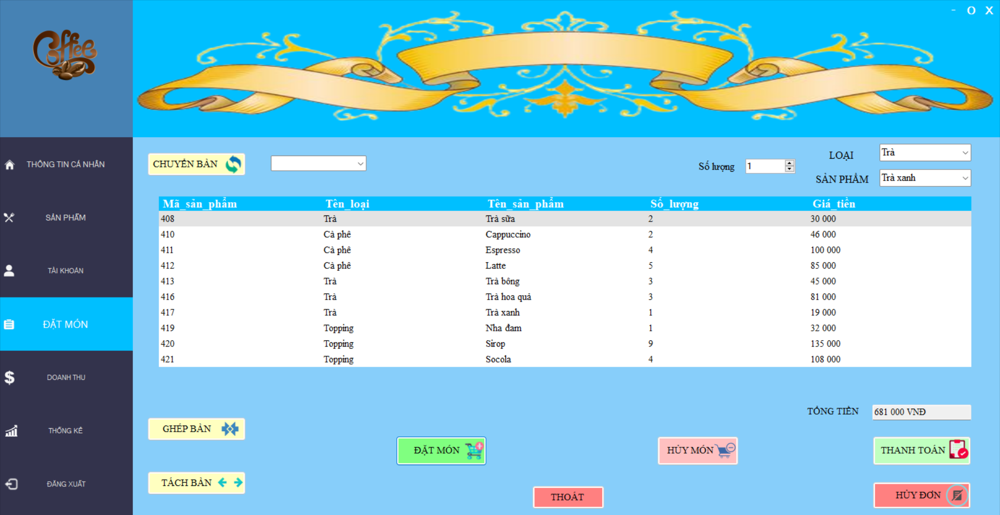 Coffee
- O X
THÔNG TIN CÁ NHÂN
SẢN PHẨM
TÀI KHOẢN
ĐẶT MÓN
DOANH THU
THỐNG KÊ
ĐĂNG XUẤT
CHUYỂN BÀN
Số lượng 1
LOẠI Trà
SẢN PHẨM Trà xanh
Mã_sản_phẩm Tên_loại Tên_sản_phẩm Số_lượng Giá_tiền
408 Trà Trà sữa 2 30 000
410 Cà phê Cappuccino 2 46 000
411 Cà phê Espresso 4 100 000
412 Cà phê Latte 5 85 000
413 Trà Trà bông 3 45 000
416 Trà Trà hoa quả 3 81 000
417 Trà Trà xanh 1 19 000
419 Topping Nha đam 1 32 000
420 Topping Sirop 9 135 000
421 Topping Socola 4 108 000
TỔNG TIỀN 681 000 VNĐ
GHÉP BÀN
ĐẶT MÓN
HỦY MÓN
THANH TOÁN
TÁCH BÀN
THOÁT
HỦY ĐƠN